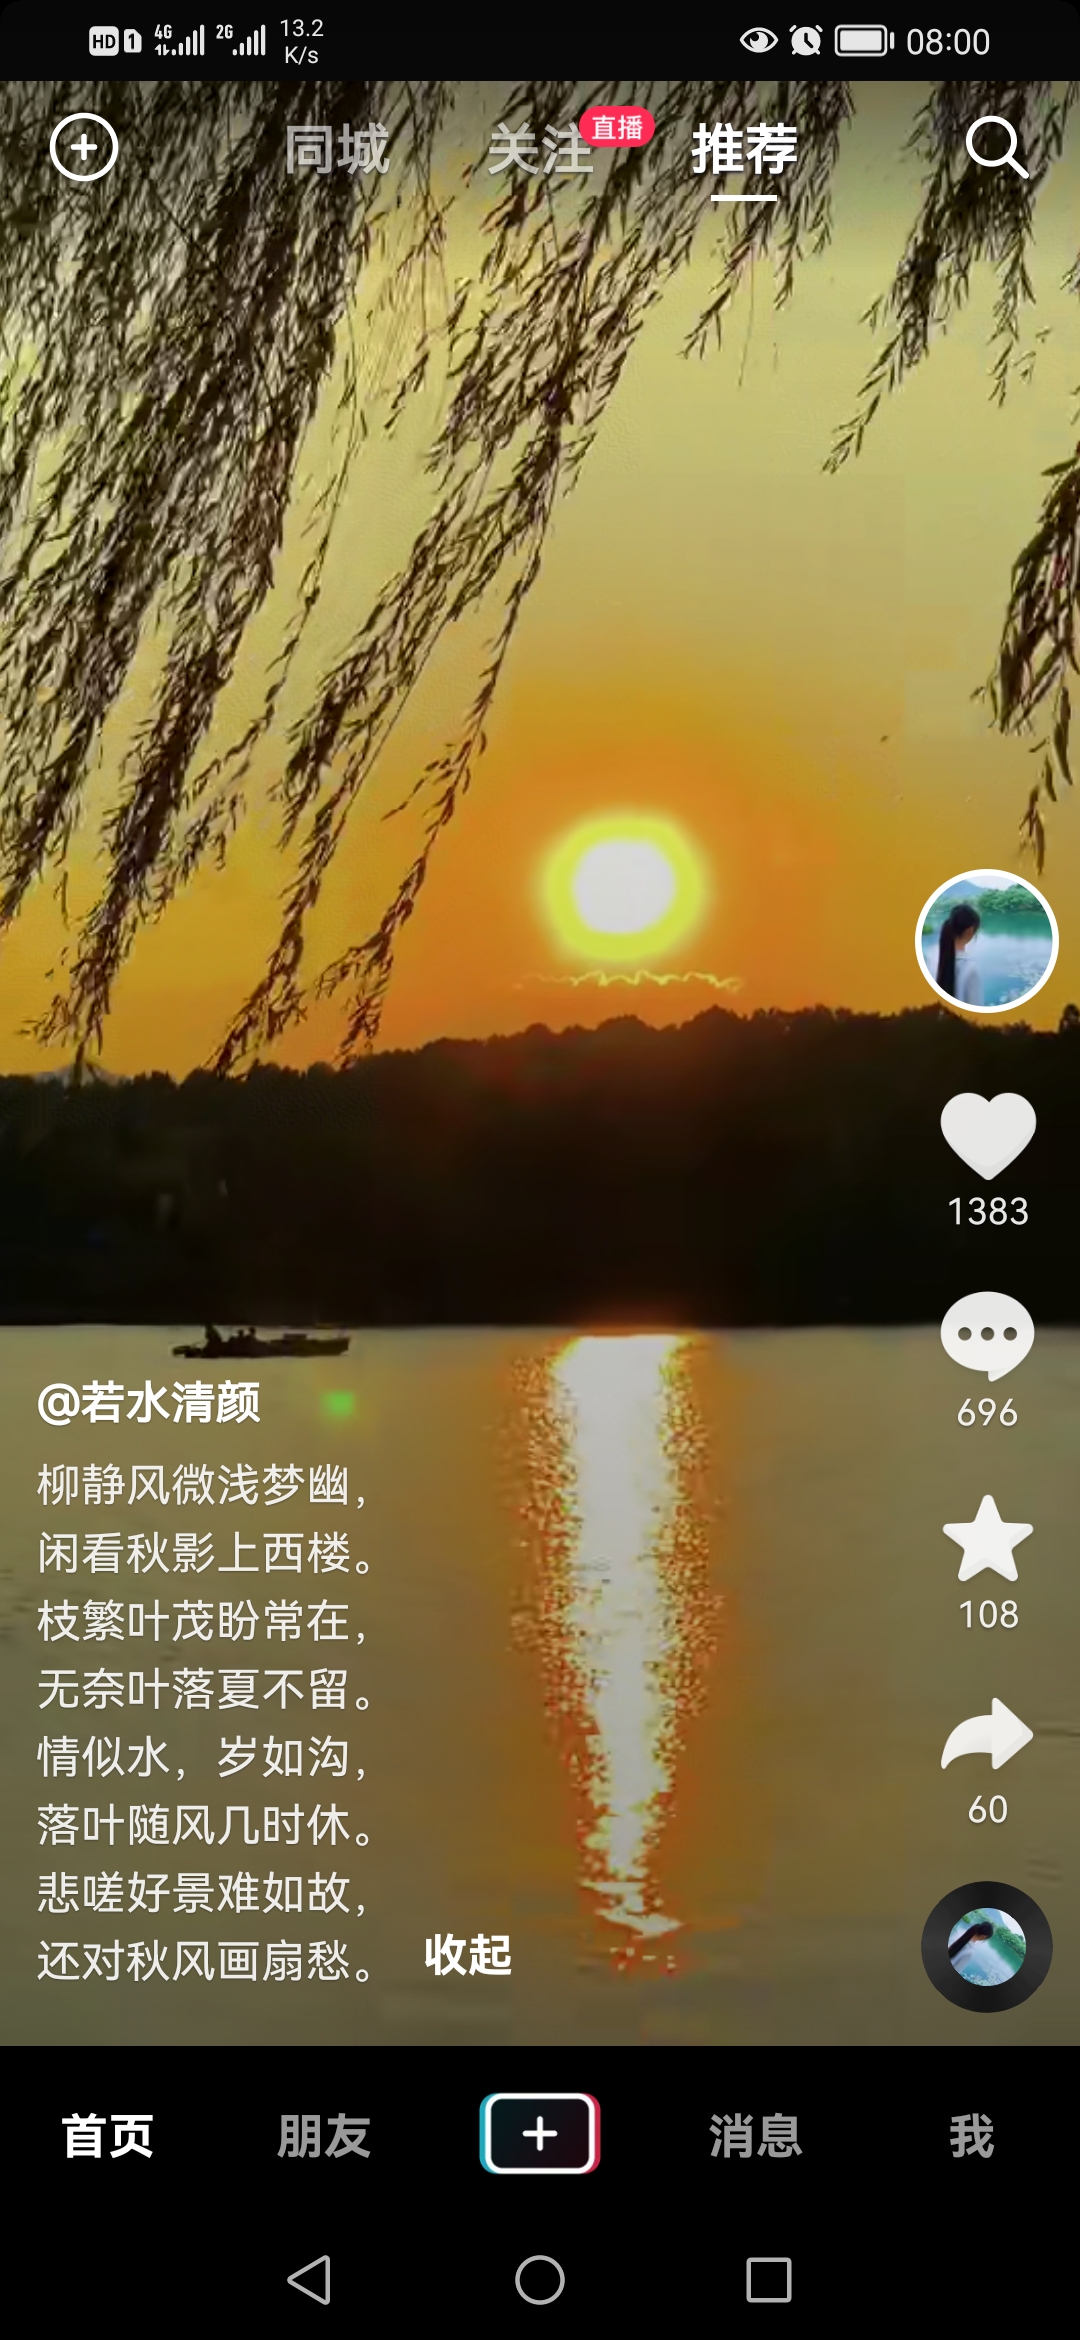 HD 1 4G 2G 13.2 K/s 08:00
同城 关注 直播 推荐
1383
696
108
60
@若水清颜
柳静风微浅梦幽，
闲看秋影上西楼。
枝繁叶茂盼常在，
无奈叶落夏不留。
情似水，岁如沟，
落叶随风几时休。
悲嗟好景难如故，
还对秋风画扇愁。 收起
首页 朋友 消息 我